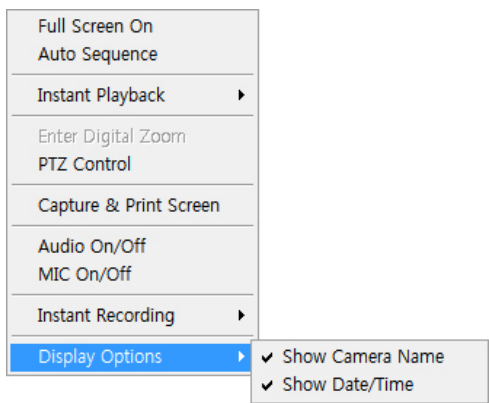 Full Screen On
Auto Sequence
Instant Playback
Enter Digital Zoom
PTZ Control
Capture & Print Screen
Audio On/Off
MIC On/Off
Instant Recording
Display Options
Show Camera Name
Show Date/Time